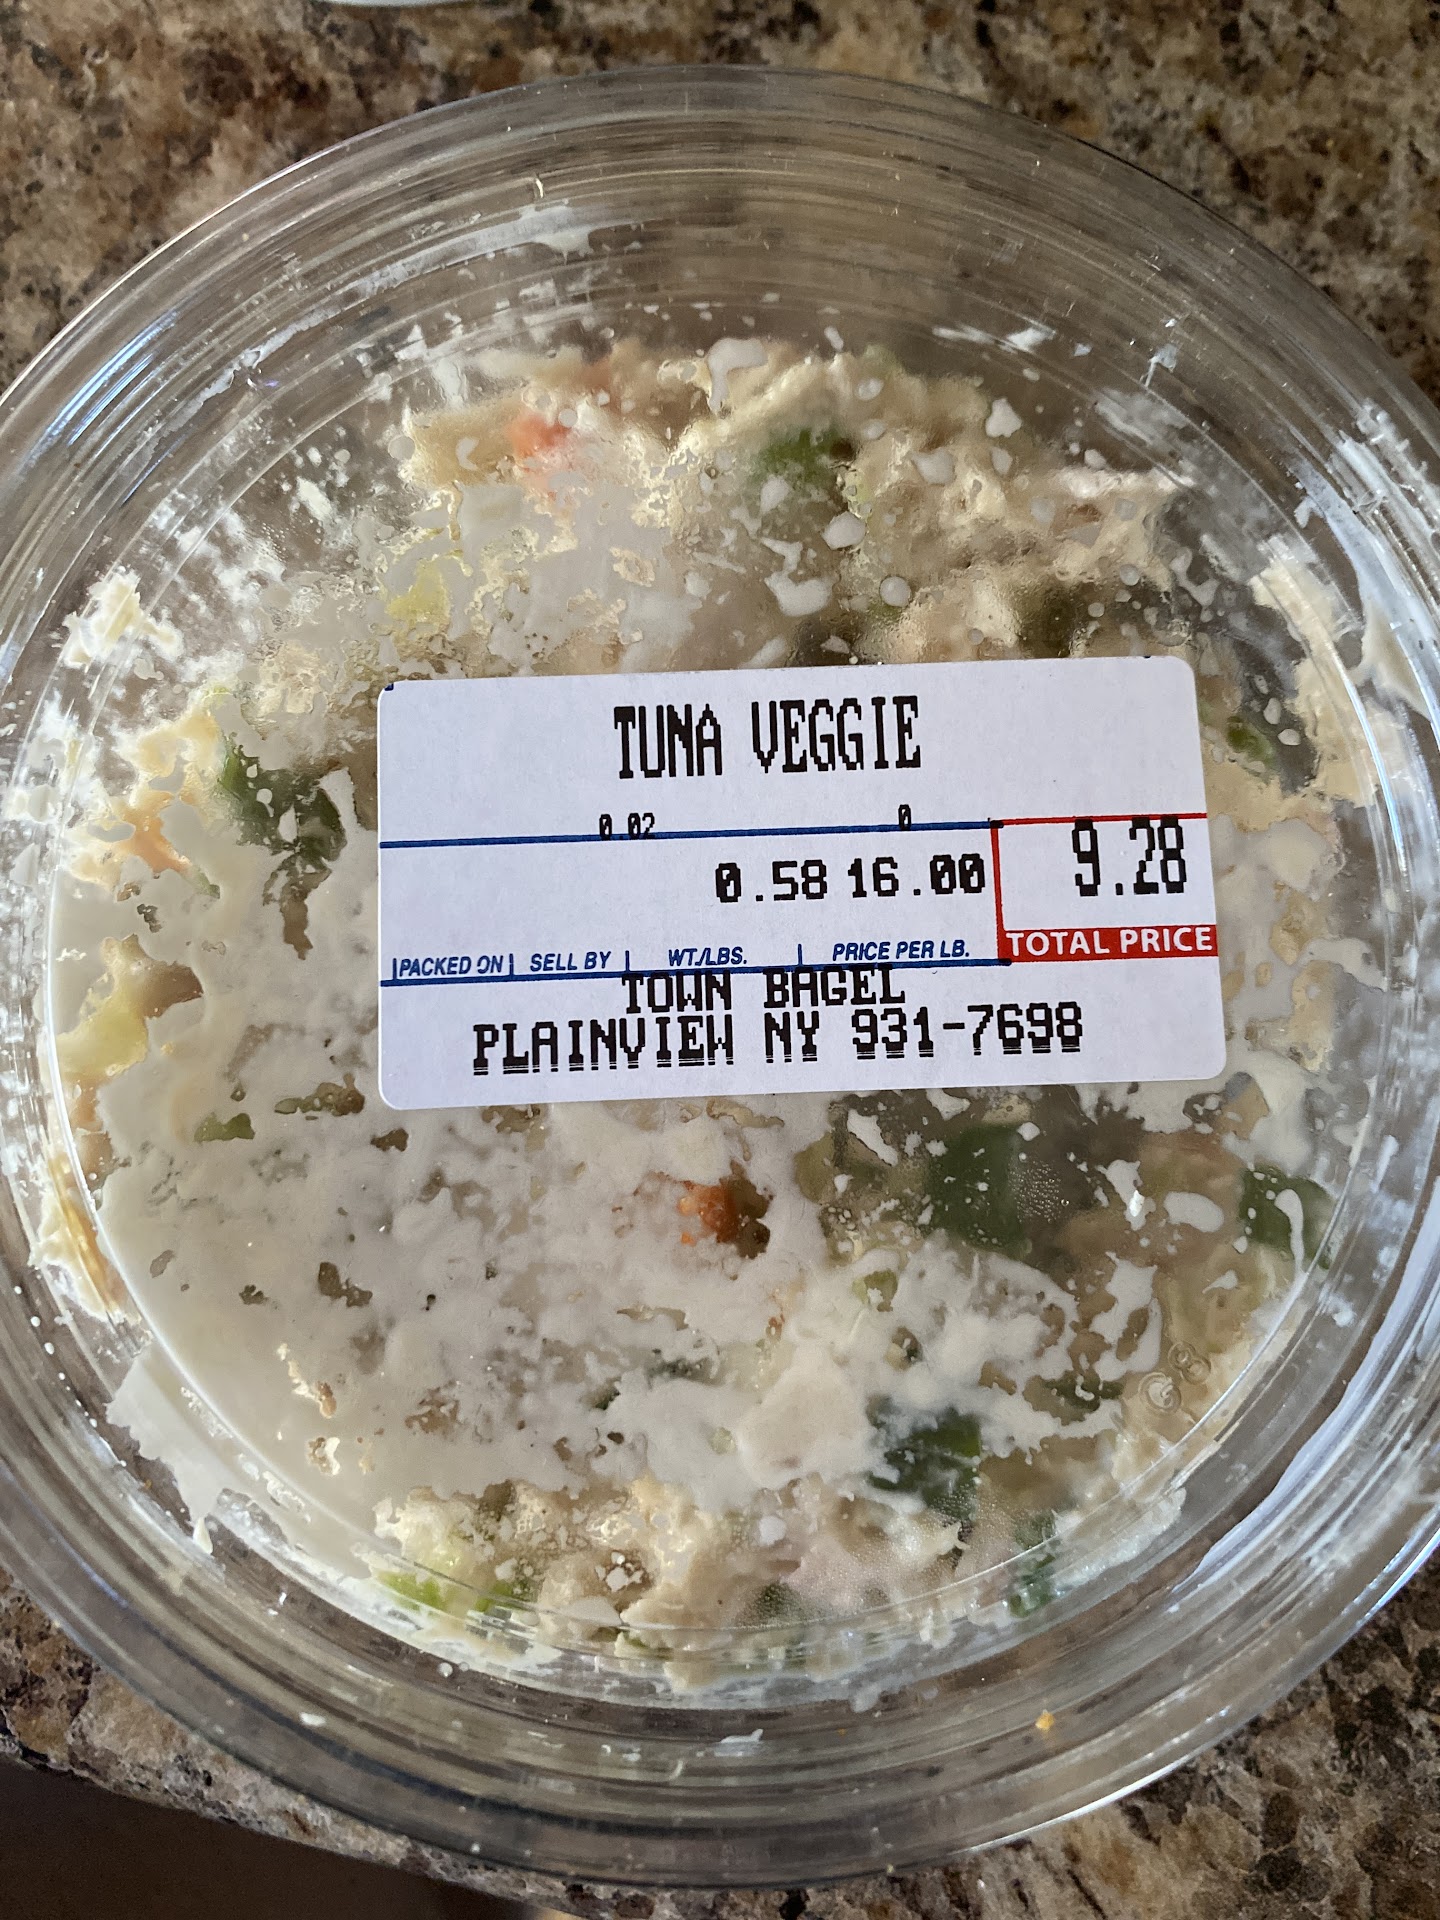 TUNA VEGGIE
0.02 0
0.58 16.00 9.28
PACKED ON SELL BY WT./LBS. PRICE PER LB. TOTAL PRICE
TOWN BAGEL
PLAINVIEW NY 931-7698
G8